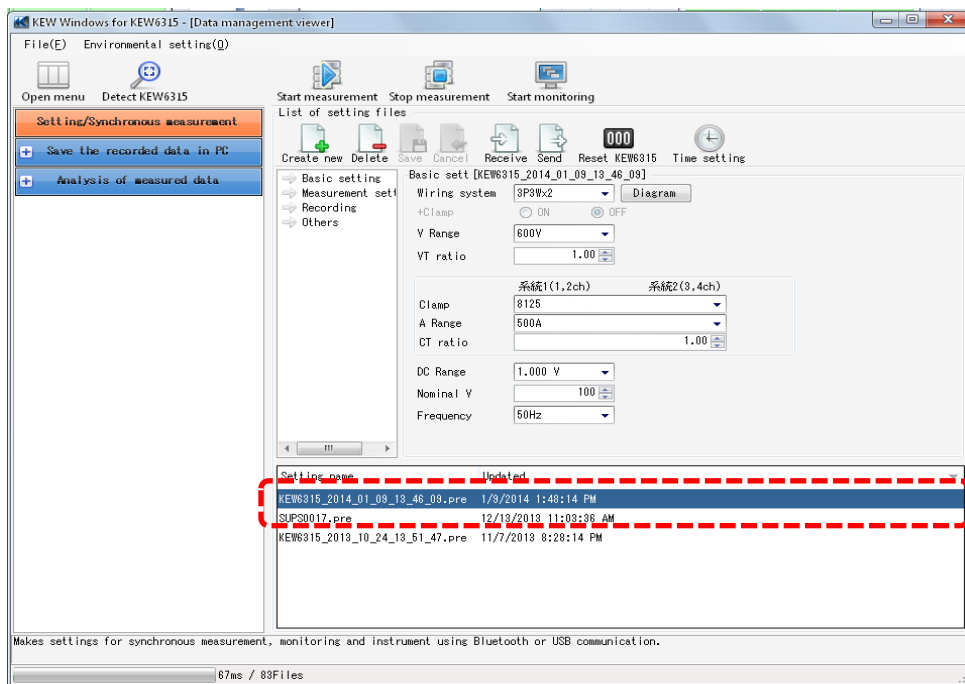 KEW Windows for KEW6315 - [Data management viewer]
File(F) Environmental setting(O)
Open menu Detect KEW6315 Start measurement Stop measurement Start monitoring
Setting/Synchronous measurement
Save the recorded data in PC
Analysis of measured data
List of setting files
Create new Delete Save Cancel Receive Send Reset KEW6315 Time setting
000
Basic setting
Measurement sett
Recording
Others
Basic sett [KEW6315_2014_01_09_13_46_09]
Wiring system 3P3Wx2 Diagram
+Clamp ON OFF
V Range 600V
VT ratio 1.00
系統1(1,2ch) 系統2(3,4ch)
Clamp 8125
A Range 500A
CT ratio 1.00
DC Range 1.000 V
Nominal V 100
Frequency 50Hz
Setting name Updated
KEW6315_2014_01_09_13_46_09.pre 1/9/2014 1:48:14 PM
SUPS0017.pre 12/13/2013 11:03:36 AM
KEW6315_2013_10_24_13_51_47.pre 11/7/2013 8:28:14 PM
Makes settings for synchronous measurement, monitoring and instrument using Bluetooth or USB communication.
67ms / 83Files